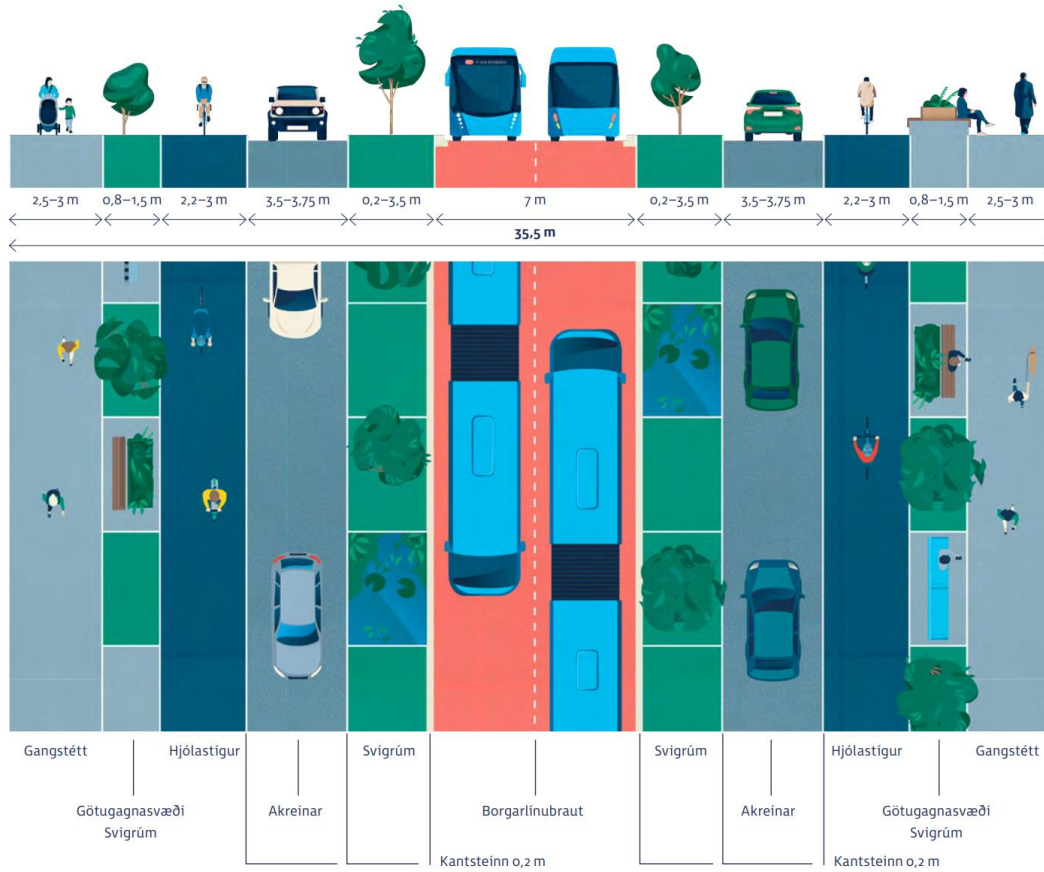 2,5–3 m
0,8–1,5 m
2,2–3 m
3,5–3,75 m
0,2–3,5 m
7 m
0,2–3,5 m
3,5–3,75 m
2,2–3 m
0,8–1,5 m
2,5–3 m
35,5 m
Gangstétt
Hjólastígur
Svigrúm
Svigrúm
Hjólastígur
Gangstétt
Götugagnasvæði
Svigrúm
Akreinar
Borgarlínubraut
Akreinar
Götugagnasvæði
Svigrúm
Kantsteinn 0,2 m
Kantsteinn 0,2 m